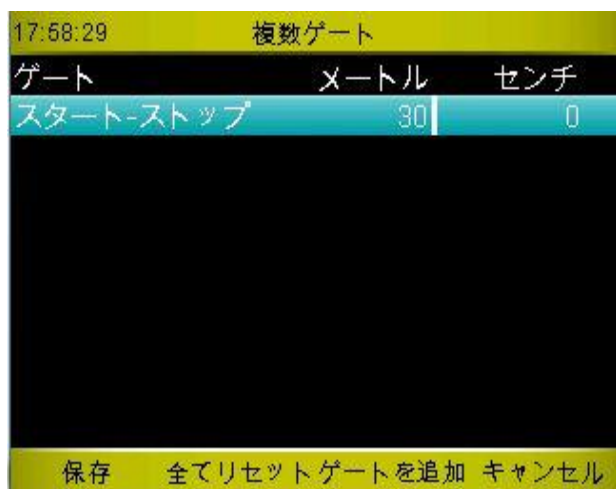 17:58:29 複数ゲート
ゲート メートル センチ
スタート-ストップ 30 0
保存 全てリセット ゲートを追加 キャンセル